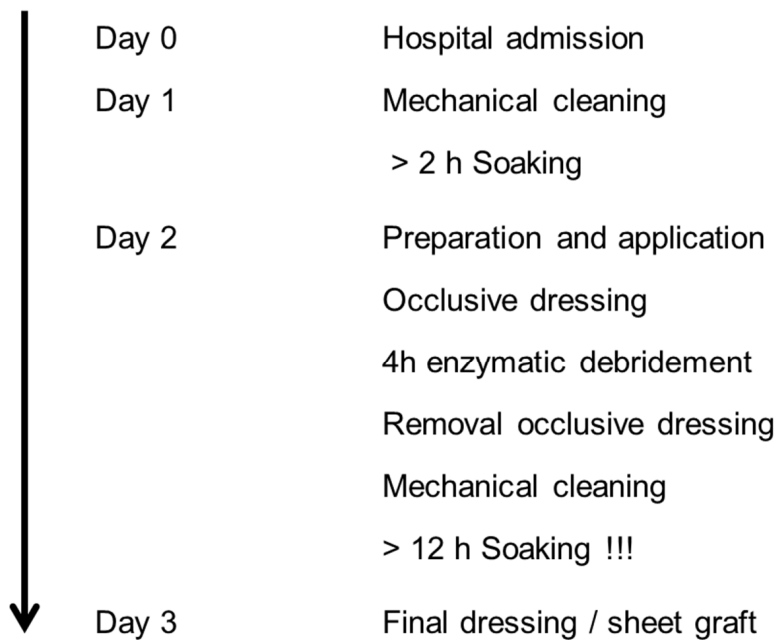 Day 0 Hospital admission
Day 1 Mechanical cleaning
> 2 h Soaking
Day 2 Preparation and application
Occlusive dressing
4h enzymatic debridement
Removal occlusive dressing
Mechanical cleaning
> 12 h Soaking !!!
Day 3 Final dressing / sheet graft